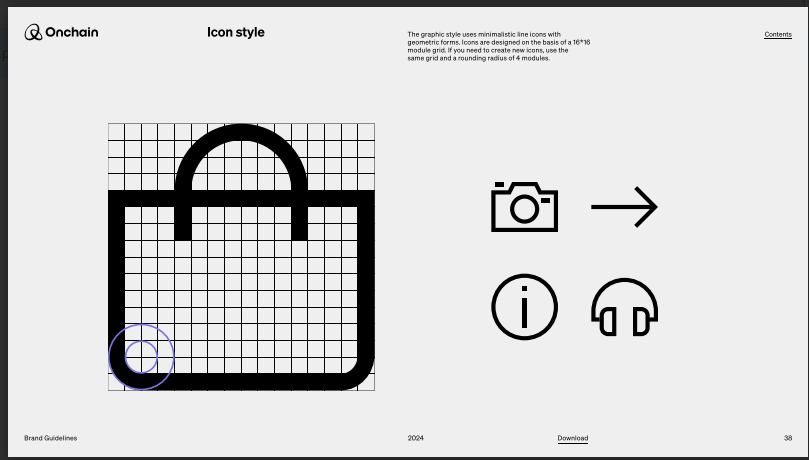 Onchain
Icon style
The graphic style uses minimalistic line icons with
geometric forms. Icons are designed on the basis of a 16*16
module grid. If you need to create new icons, use the
same grid and a rounding radius of 4 modules.
Contents
Brand Guidelines
2024
Download
38